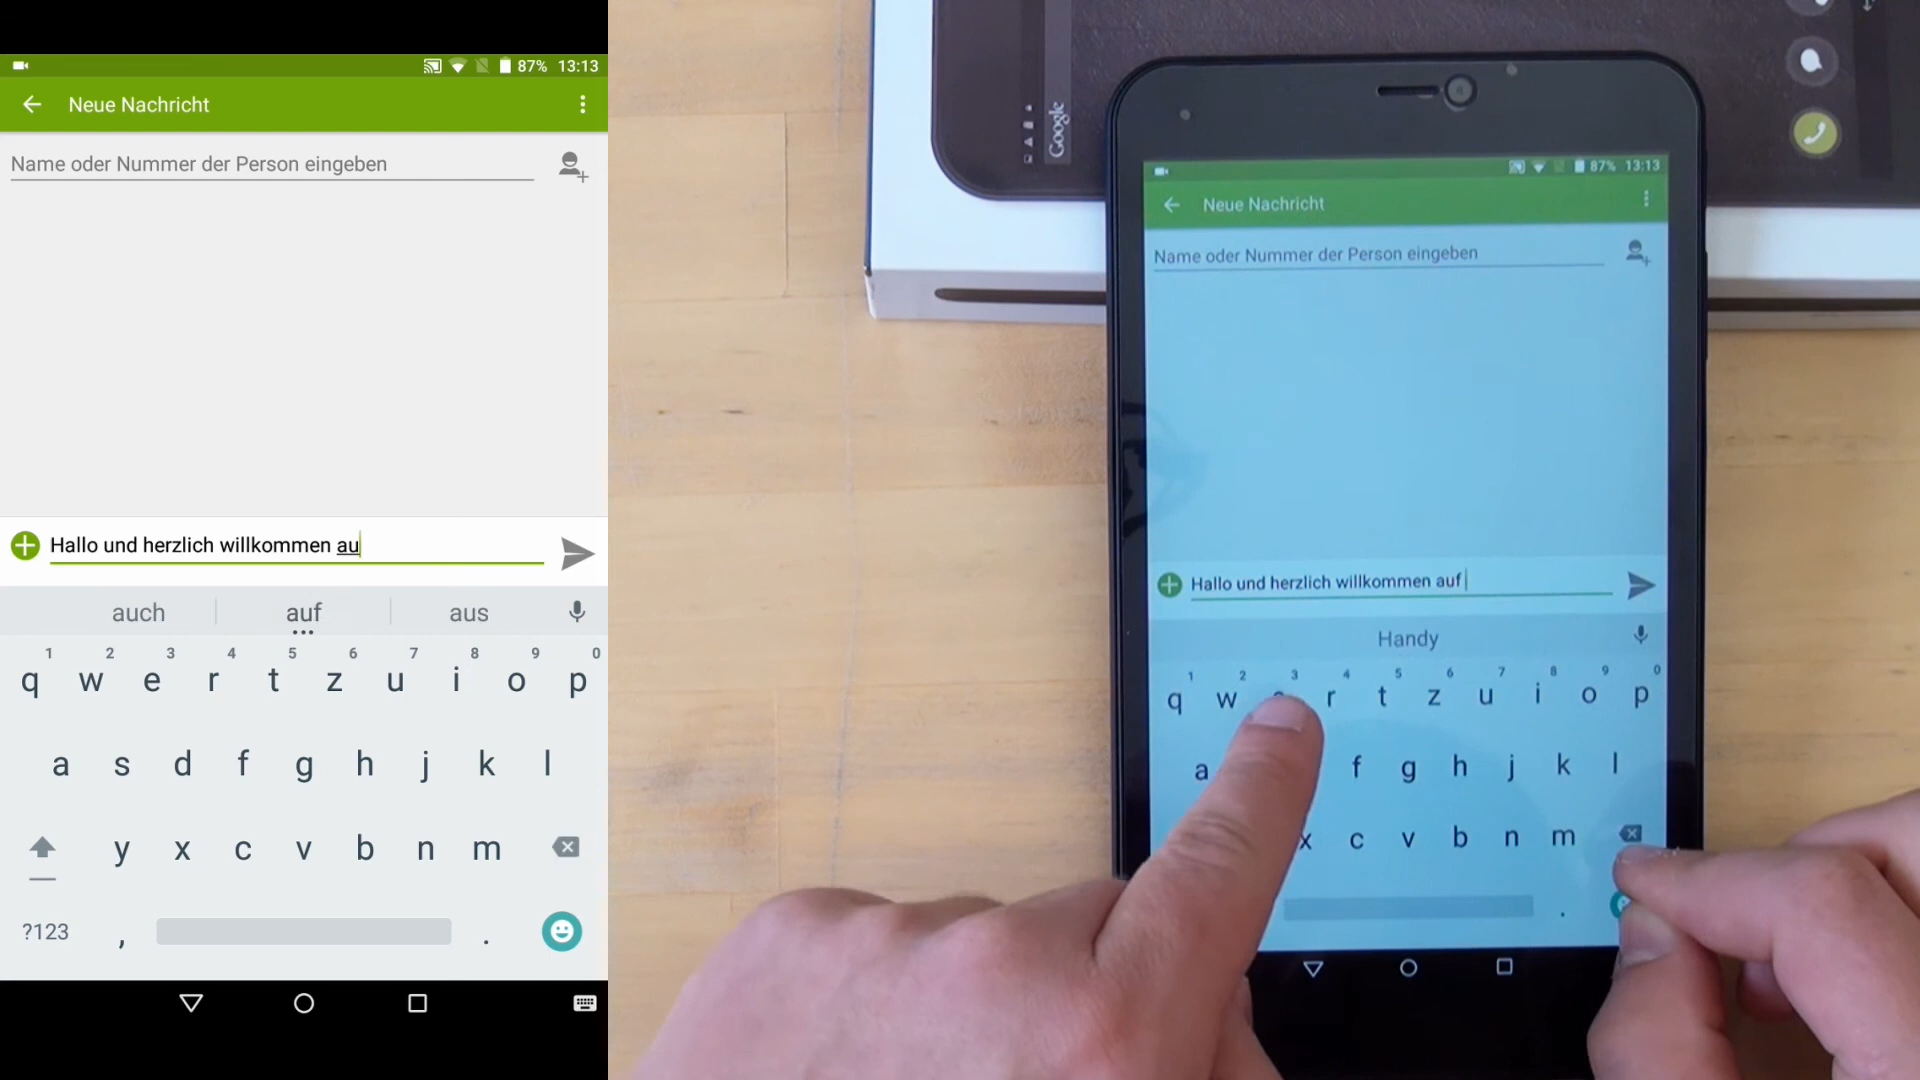 87% 13:13
Neue Nachricht
Name oder Nummer der Person eingeben
Hallo und herzlich willkommen au
auch auf aus
1 2 3 4 5 6 7 8 9 0
q w e r t z u i o p
a s d f g h j k l
y x c v b n m
?123 , .
Google
87% 13:13
Neue Nachricht
Name oder Nummer der Person eingeben
Hallo und herzlich willkommen auf
Handy
1 2 3 4 5 6 7 8 9 0
q w r t z u i o p
a f g h j k l
x c v b n m
.